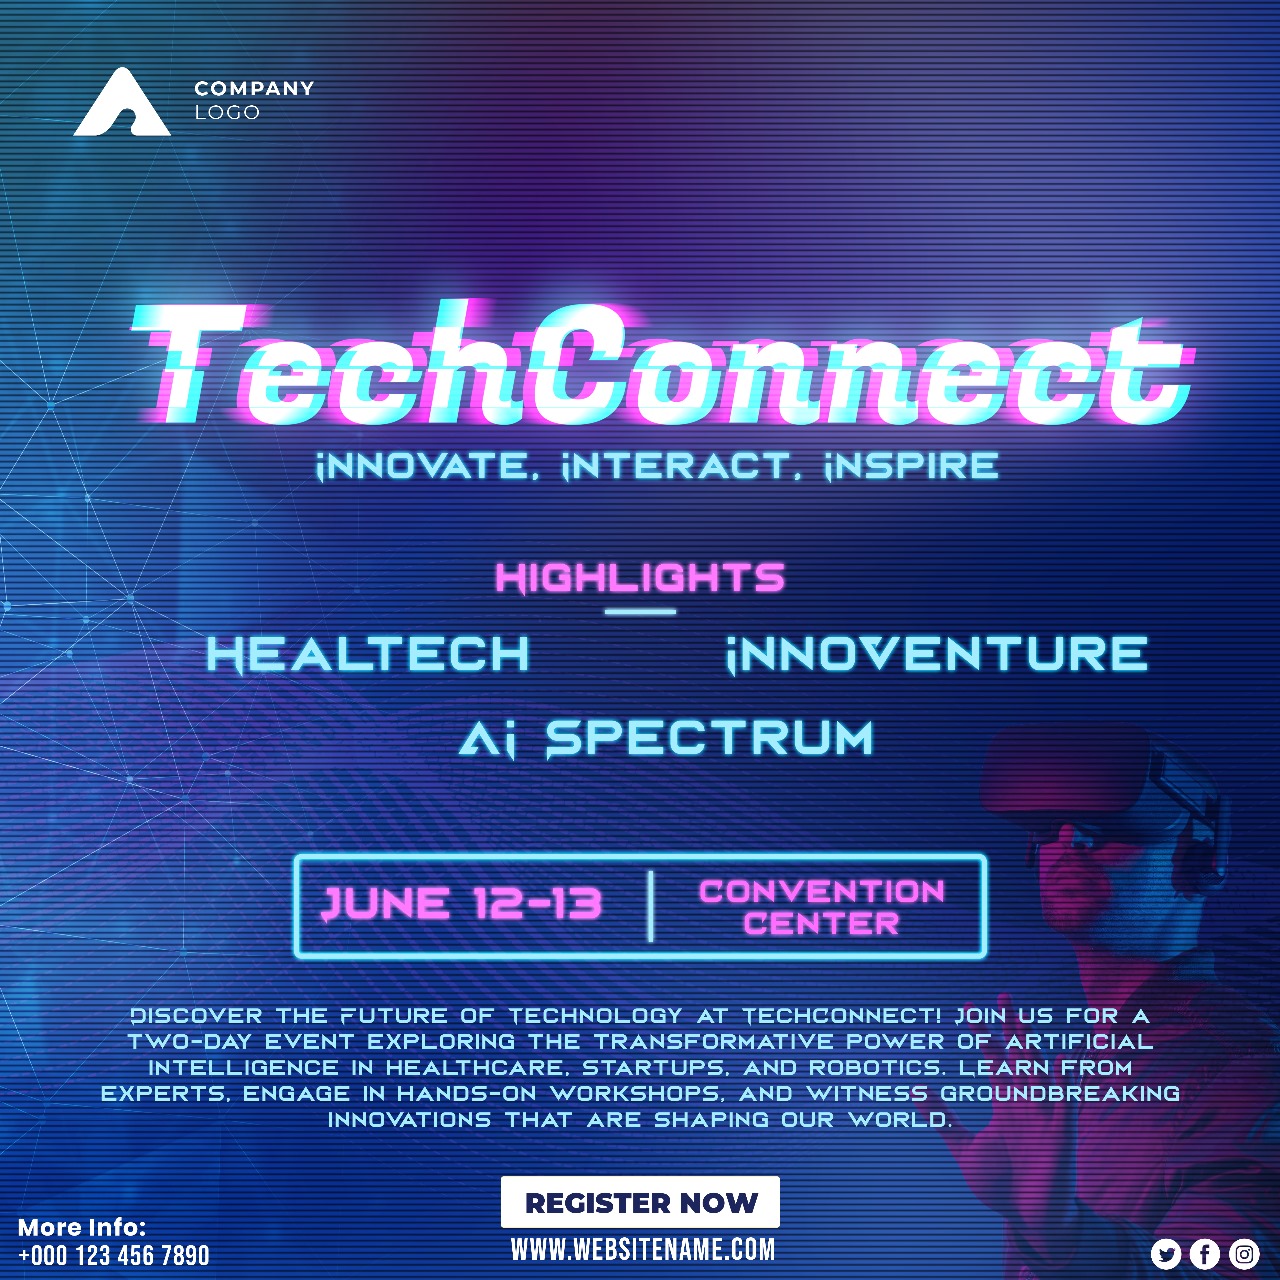 COMPANY
LOGO
TechConnect
iNNOVATE, iNTERACT, iNSPIRE
HIGHLIGHTS
HEALTECH iNNOVENTURE
Ai SPECTRUM
JUNE 12-13
CONVENTION
CENTER
DISCOVER THE FUTURE OF TECHNOLOGY AT TECHCONNECT! JOIN US FOR A
TWO-DAY EVENT EXPLORING THE TRANSFORMATIVE POWER OF ARTIFICIAL
INTELLIGENCE IN HEALTHCARE, STARTUPS, AND ROBOTICS. LEARN FROM
EXPERTS, ENGAGE IN HANDS-ON WORKSHOPS, AND WITNESS GROUNDBREAKING
INNOVATIONS THAT ARE SHAPING OUR WORLD.
REGISTER NOW
WWW.WEBSITENAME.COM
More Info:
+000 123 456 7890